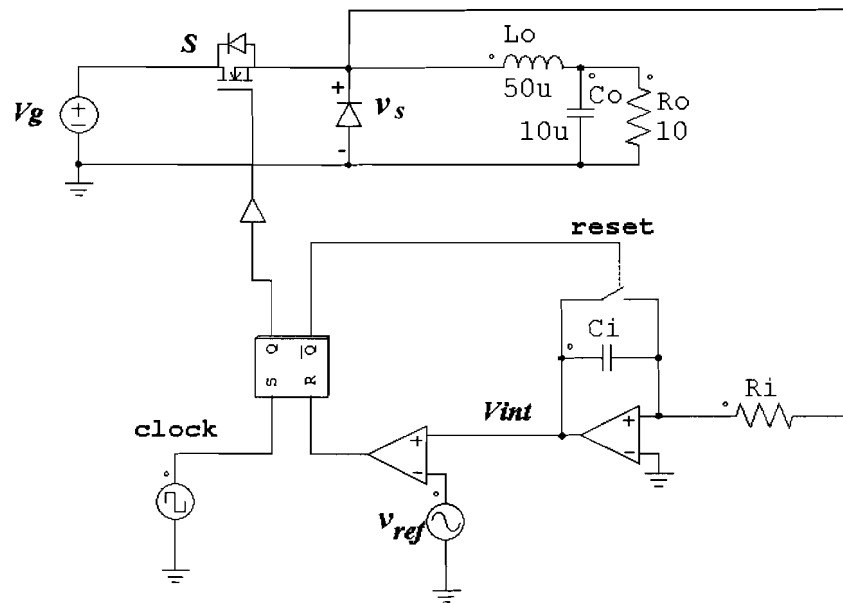 S
Lo
Vg
+
-
vs
50u
Co
10u
Ro
10
reset
Q
Q
S
R
Ci
Ri
Vint
+
-
+
-
clock
vref